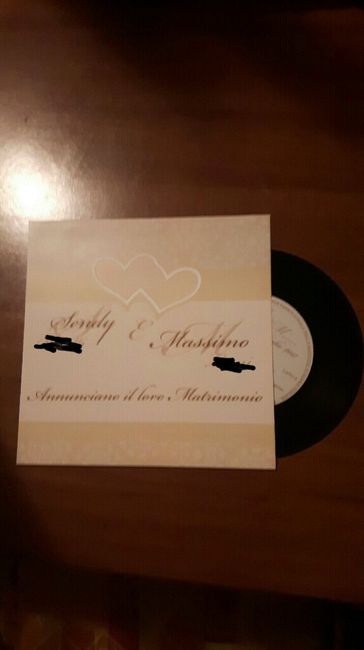 Sendy E Massimo
Annunciano il loro Matrimonio